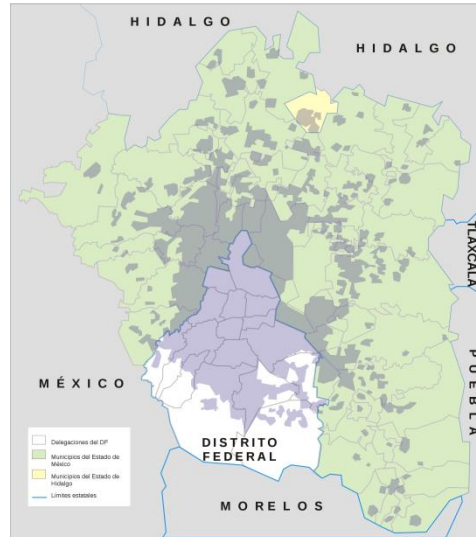 HIDALGO
HIDALGO
TLAXCALA
PUEBLA
MÉXICO
DISTRITO
FEDERAL
MORELOS
Delegaciones del DF
Municipios del Estado de
México
Municipios del Estado de
Hidalgo
Límites estatales